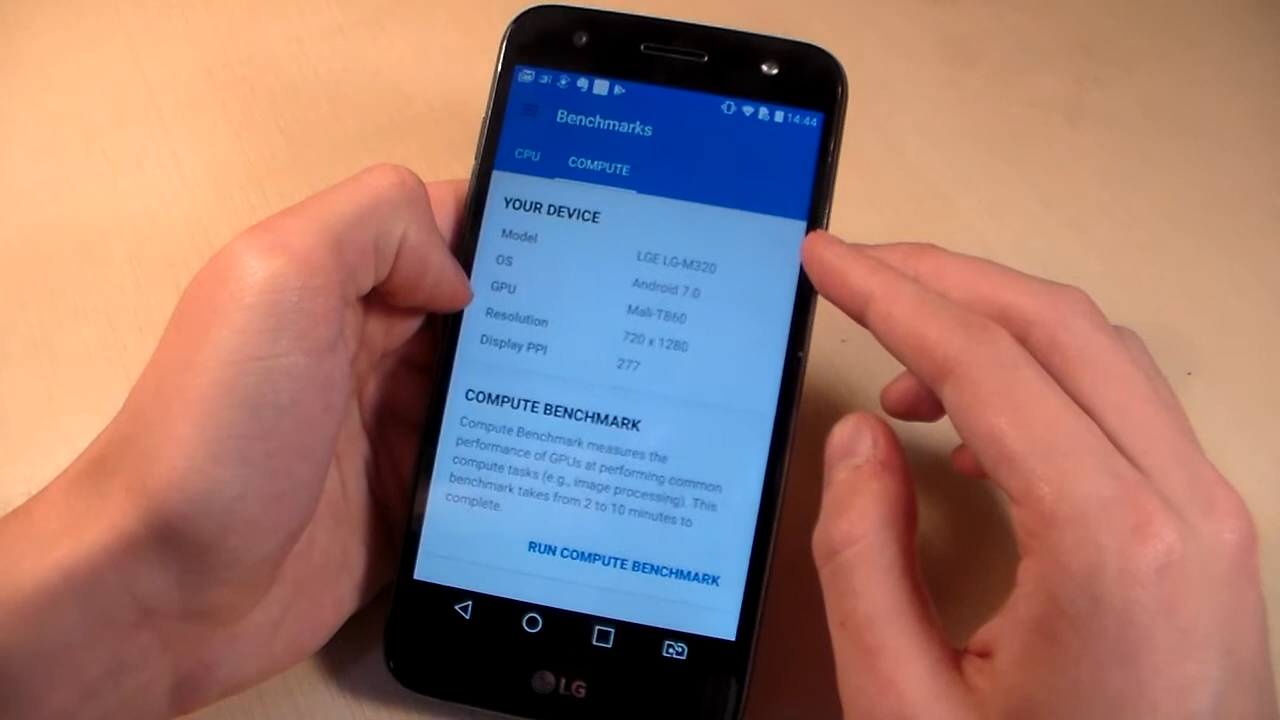 14:44
Benchmarks
CPU COMPUTE
YOUR DEVICE
Model LGE LG-M320
OS Android 7.0
GPU Mali-T860
Resolution 720 x 1280
Display PPI 277
COMPUTE BENCHMARK
Compute Benchmark measures the
performance of GPUs at performing common
compute tasks (e.g., image processing). This
benchmark takes from 2 to 10 minutes to
complete.
RUN COMPUTE BENCHMARK
LG